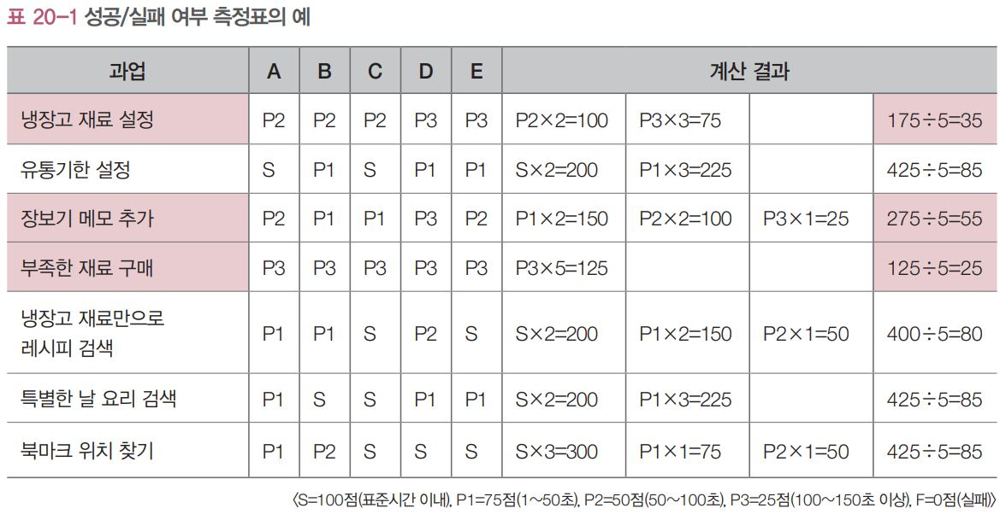 표 20-1 성공/실패 여부 측정표의 예
과업 A B C D E 계산 결과
냉장고 재료 설정 P2 P2 P2 P3 P3 P2×2=100 P3×3=75 175÷5=35
유통기한 설정 S P1 S P1 P1 S×2=200 P1×3=225 425÷5=85
장보기 메모 추가 P2 P1 P1 P3 P2 P1×2=150 P2×2=100 P3×1=25 275÷5=55
부족한 재료 구매 P3 P3 P3 P3 P3 P3×5=125 125÷5=25
냉장고 재료만으로
레시피 검색 P1 P1 S P2 S S×2=200 P1×2=150 P2×1=50 400÷5=80
특별한 날 요리 검색 P1 S S P1 P1 S×2=200 P1×3=225 425÷5=85
북마크 위치 찾기 P1 P2 S S S S×3=300 P1×1=75 P2×1=50 425÷5=85
〈S=100점(표준시간 이내), P1=75점(1~50초), P2=50점(50~100초), P3=25점(100~150초 이상), F=0점(실패)〉